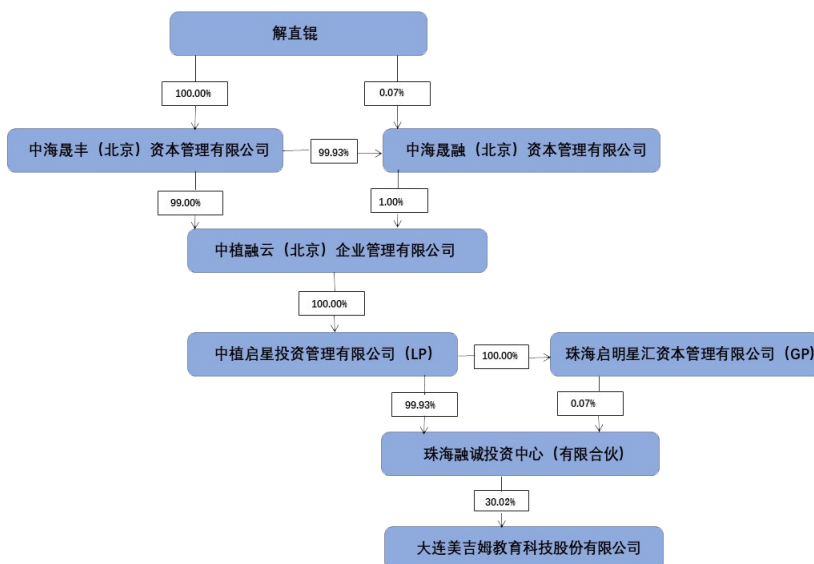 解直锟
100.00%
0.07%
中海晟丰（北京）资本管理有限公司
99.93%
中海晟融（北京）资本管理有限公司
99.00%
1.00%
中植融云（北京）企业管理有限公司
100.00%
中植启星投资管理有限公司（LP）
100.00%
珠海启明星汇资本管理有限公司（GP）
99.93%
0.07%
珠海融诚投资中心（有限合伙）
30.02%
大连美吉姆教育科技股份有限公司